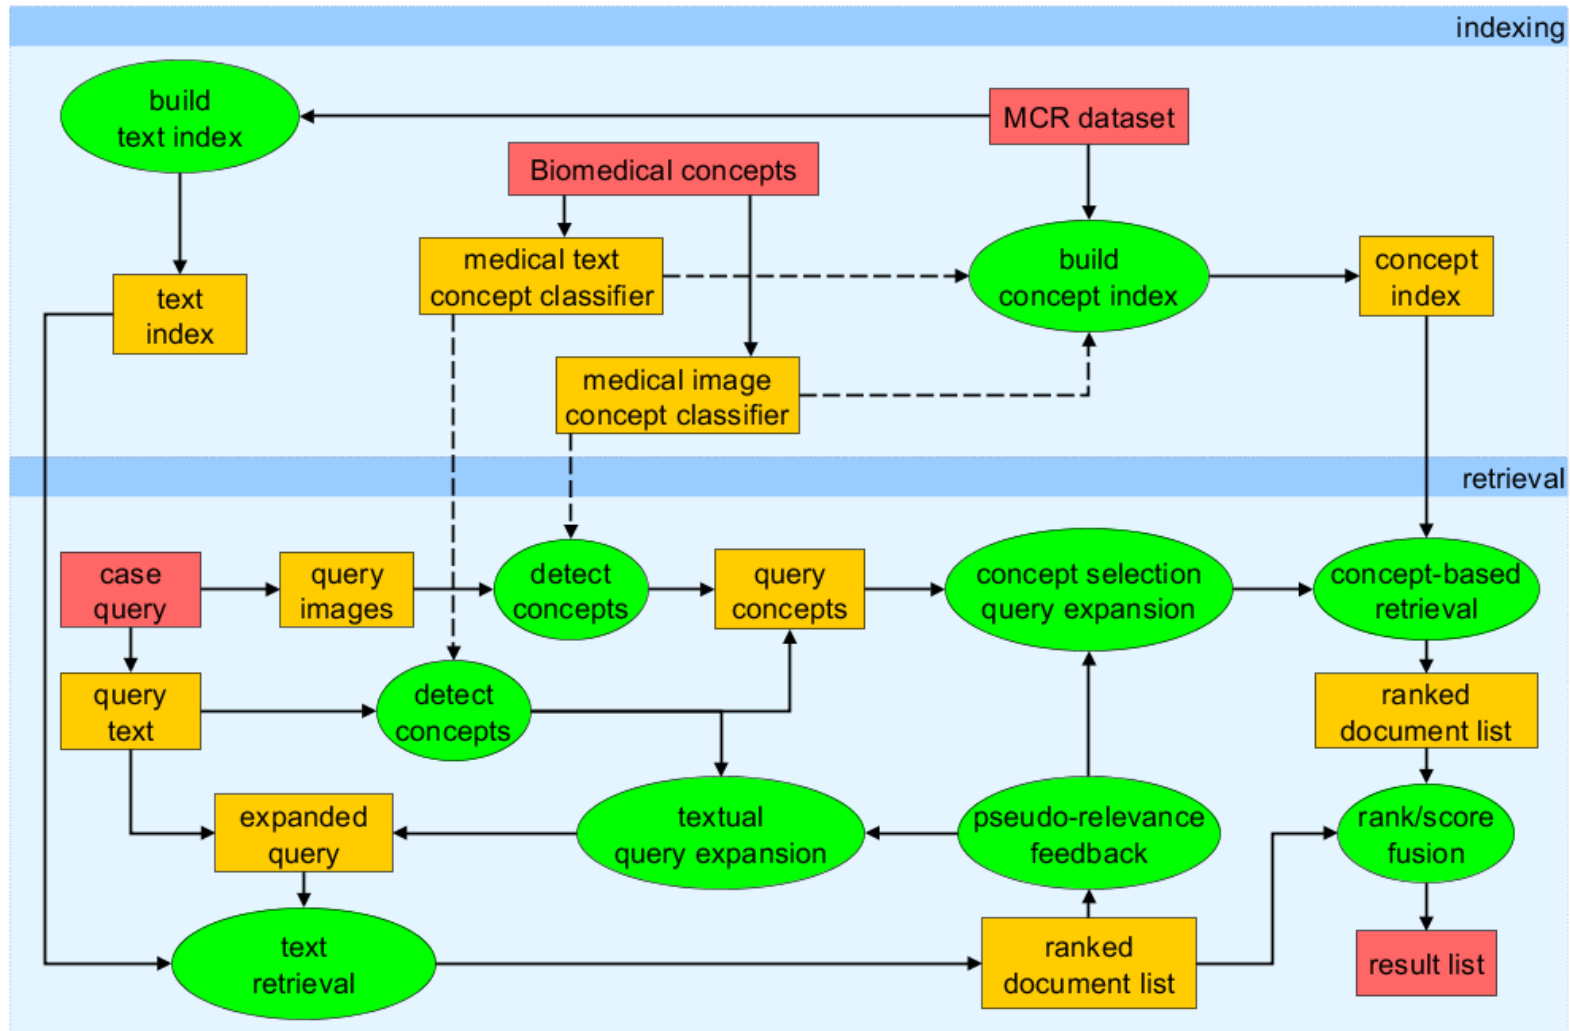 indexing
build
text index
MCR dataset
Biomedical concepts
medical text
concept classifier
build
concept index
concept
index
text
index
medical image
concept classifier
retrieval
case
query
query
images
detect
concepts
query
concepts
concept selection
query expansion
concept-based
retrieval
query
text
detect
concepts
ranked
document list
expanded
query
textual
query expansion
pseudo-relevance
feedback
rank/score
fusion
text
retrieval
ranked
document list
result list